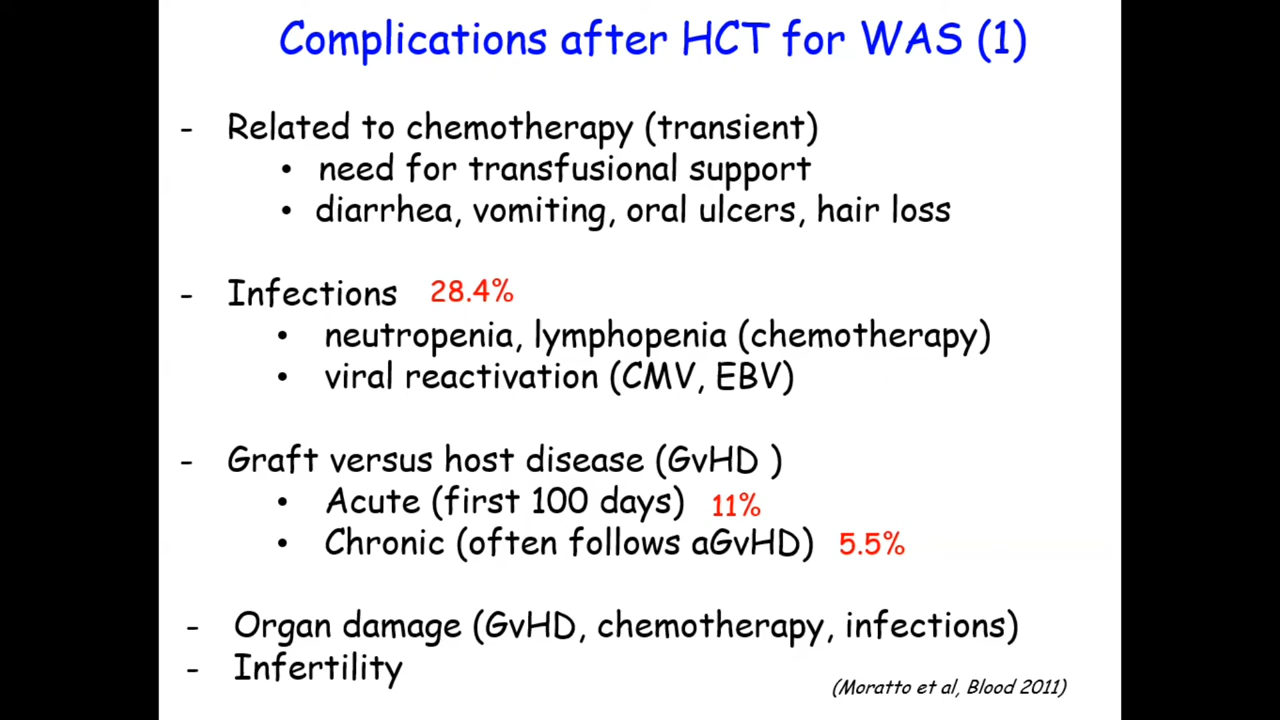 Complications after HCT for WAS (1)
- Related to chemotherapy (transient)
• need for transfusional support
• diarrhea, vomiting, oral ulcers, hair loss
- Infections 28.4%
• neutropenia, lymphopenia (chemotherapy)
• viral reactivation (CMV, EBV)
- Graft versus host disease (GvHD )
• Acute (first 100 days) 11%
• Chronic (often follows aGvHD) 5.5%
- Organ damage (GvHD, chemotherapy, infections)
- Infertility
(Moratto et al, Blood 2011)